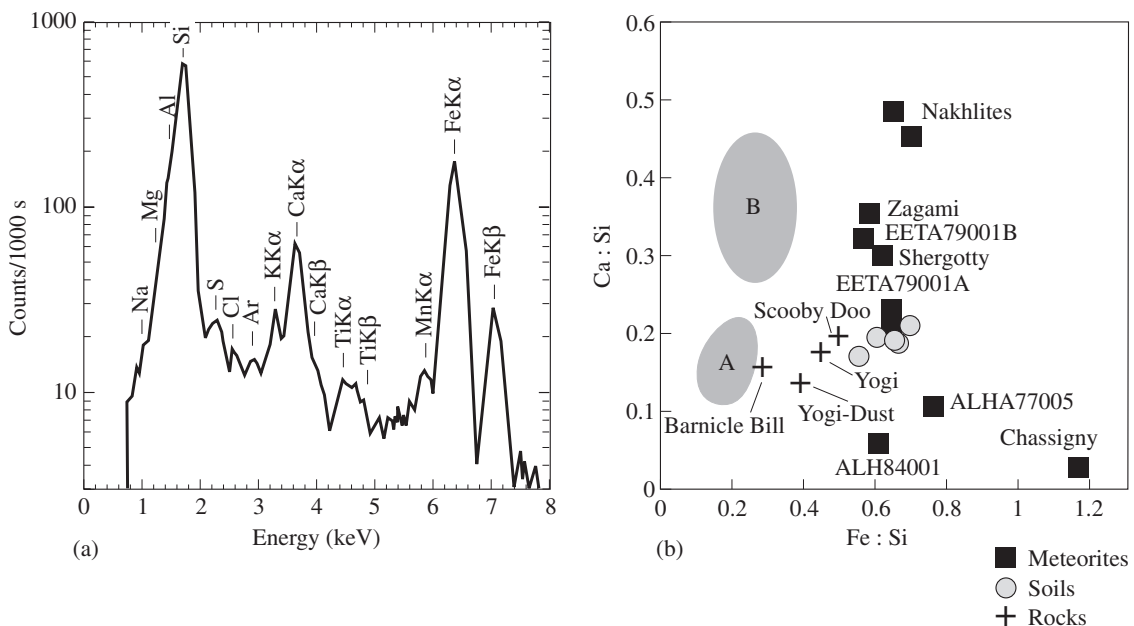 1000
100
10
Counts/1000 s
Na
Mg
Al
Si
S
Cl
Ar
KKα
CaKα
CaKβ
TiKα
TiKβ
MnKα
FeKα
FeKβ
0 1 2 3 4 5 6 7 8
Energy (keV)
(a)
0.6
0.5
0.4
0.3
0.2
0.1
0
Ca : Si
Nakhlites
B
Zagami
EETA79001B
Shergotty
EETA79001A
Scooby Doo
A
Yogi
Barnicle Bill
Yogi-Dust
ALHA77005
Chassigny
ALH84001
0 0.2 0.4 0.6 0.8 1 1.2
Fe : Si
(b)
Meteorites
Soils
Rocks